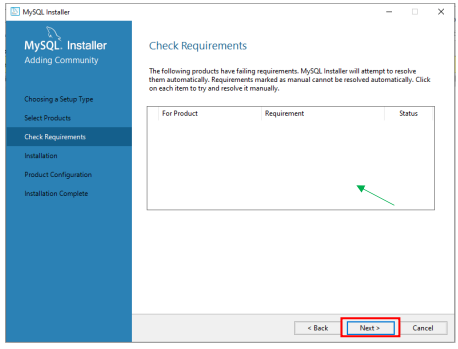 MySQL Installer
MySQL. Installer
Adding Community
Choosing a Setup Type
Select Products
Check Requirements
Installation
Product Configuration
Installation Complete
Check Requirements
The following products have failing requirements. MySQL Installer will attempt to resolve
them automatically. Requirements marked as manual cannot be resolved automatically. Click
on each item to try and resolve it manually.
For Product Requirement Status
< Back Next > Cancel